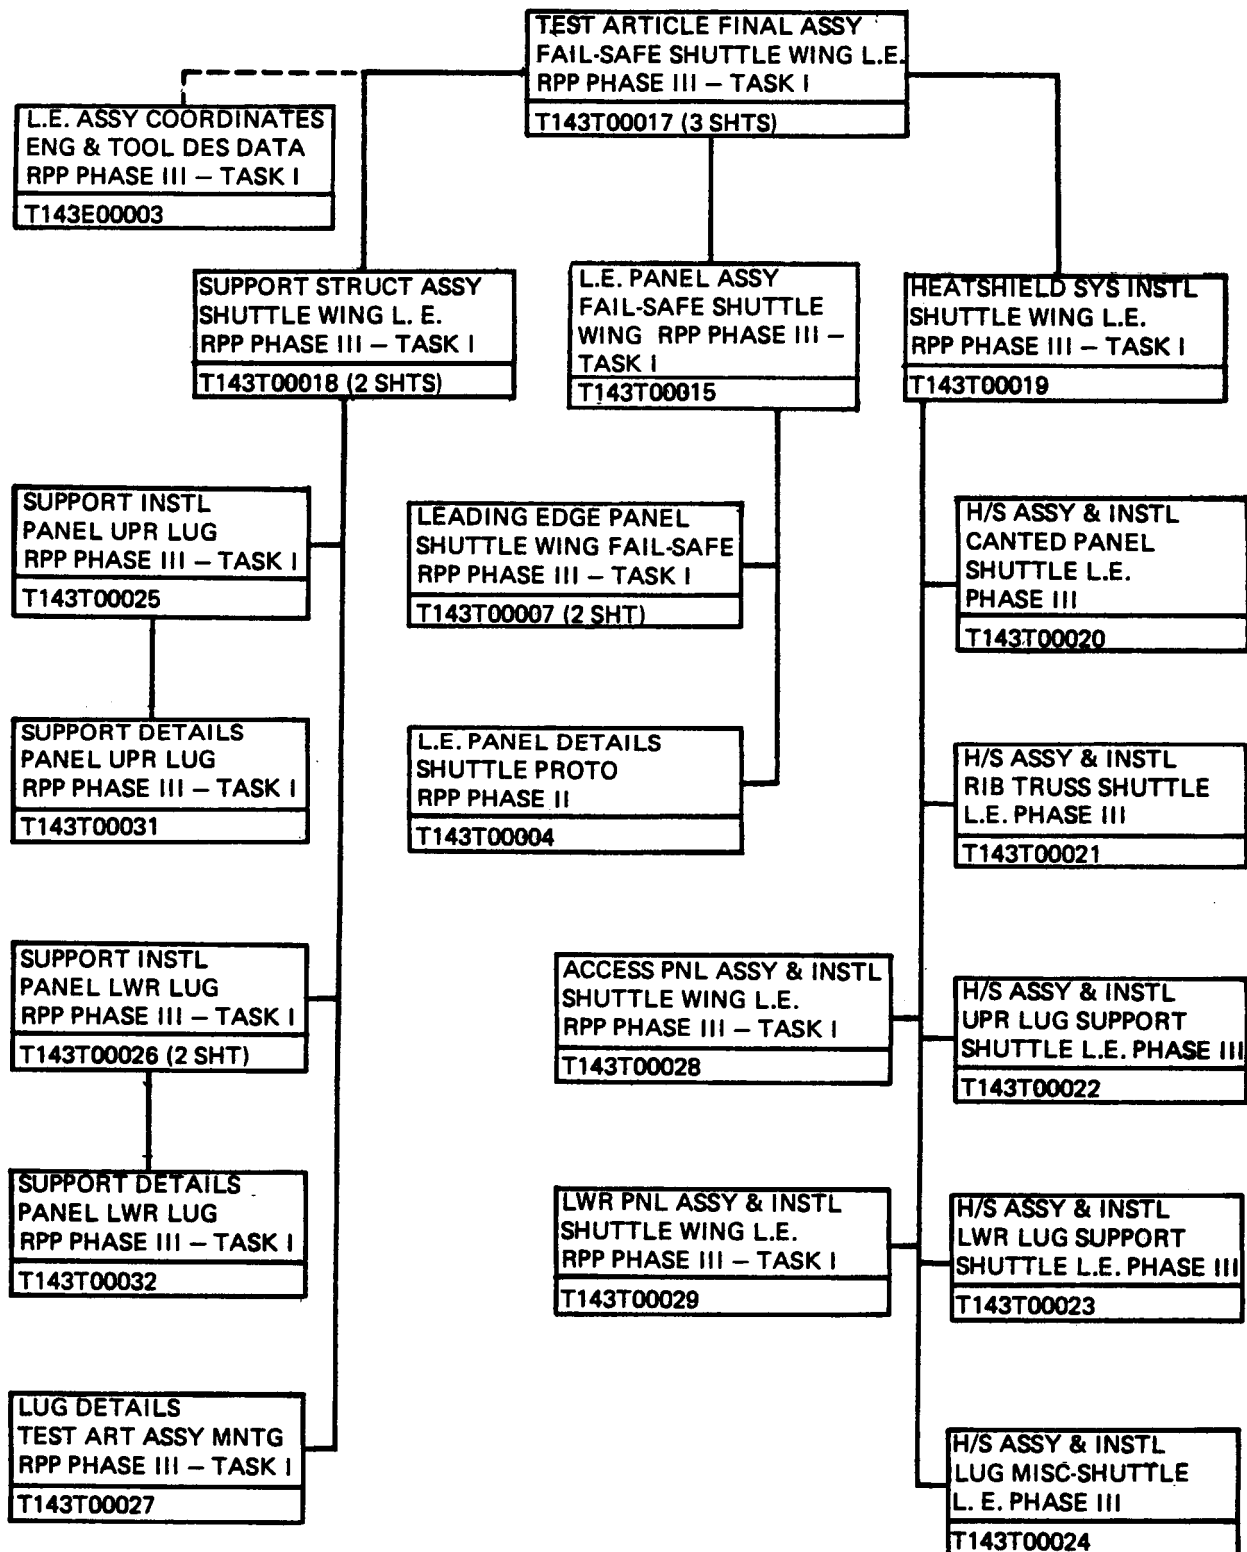 TEST ARTICLE FINAL ASSY
FAIL-SAFE SHUTTLE WING L.E.
RPP PHASE III – TASK I
T143T00017 (3 SHTS)
L.E. ASSY COORDINATES
ENG & TOOL DES DATA
RPP PHASE III – TASK I
T143E00003
SUPPORT STRUCT ASSY
SHUTTLE WING L. E.
RPP PHASE III – TASK I
T143T00018 (2 SHTS)
L.E. PANEL ASSY
FAIL-SAFE SHUTTLE
WING RPP PHASE III –
TASK I
T143T00015
HEATSHIELD SYS INSTL
SHUTTLE WING L.E.
RPP PHASE III – TASK I
T143T00019
SUPPORT INSTL
PANEL UPR LUG
RPP PHASE III – TASK I
T143T00025
LEADING EDGE PANEL
SHUTTLE WING FAIL-SAFE
RPP PHASE III – TASK I
T143T00007 (2 SHT)
H/S ASSY & INSTL
CANTED PANEL
SHUTTLE L.E.
PHASE III
T143T00020
SUPPORT DETAILS
PANEL UPR LUG
RPP PHASE III – TASK I
T143T00031
L.E. PANEL DETAILS
SHUTTLE PROTO
RPP PHASE II
T143T00004
H/S ASSY & INSTL
RIB TRUSS SHUTTLE
L.E. PHASE III
T143T00021
SUPPORT INSTL
PANEL LWR LUG
RPP PHASE III – TASK I
T143T00026 (2 SHT)
ACCESS PNL ASSY & INSTL
SHUTTLE WING L.E.
RPP PHASE III – TASK I
T143T00028
H/S ASSY & INSTL
UPR LUG SUPPORT
SHUTTLE L.E. PHASE III
T143T00022
SUPPORT DETAILS
PANEL LWR LUG
RPP PHASE III – TASK I
T143T00032
LWR PNL ASSY & INSTL
SHUTTLE WING L.E.
RPP PHASE III – TASK I
T143T00029
H/S ASSY & INSTL
LWR LUG SUPPORT
SHUTTLE L.E. PHASE III
T143T00023
LUG DETAILS
TEST ART ASSY MNTG
RPP PHASE III – TASK I
T143T00027
H/S ASSY & INSTL
LUG MISC-SHUTTLE
L. E. PHASE III
T143T00024